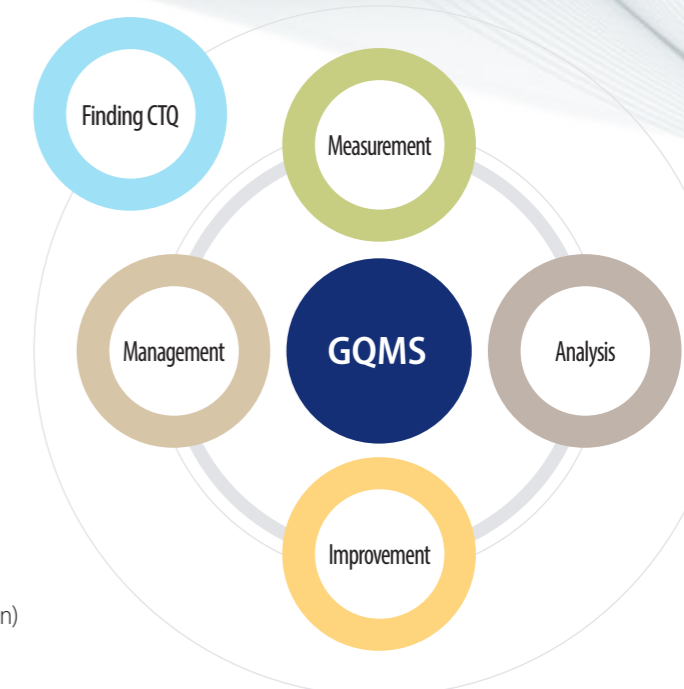 Finding CTQ
Measurement
Management
GQMS
Analysis
Improvement
n)